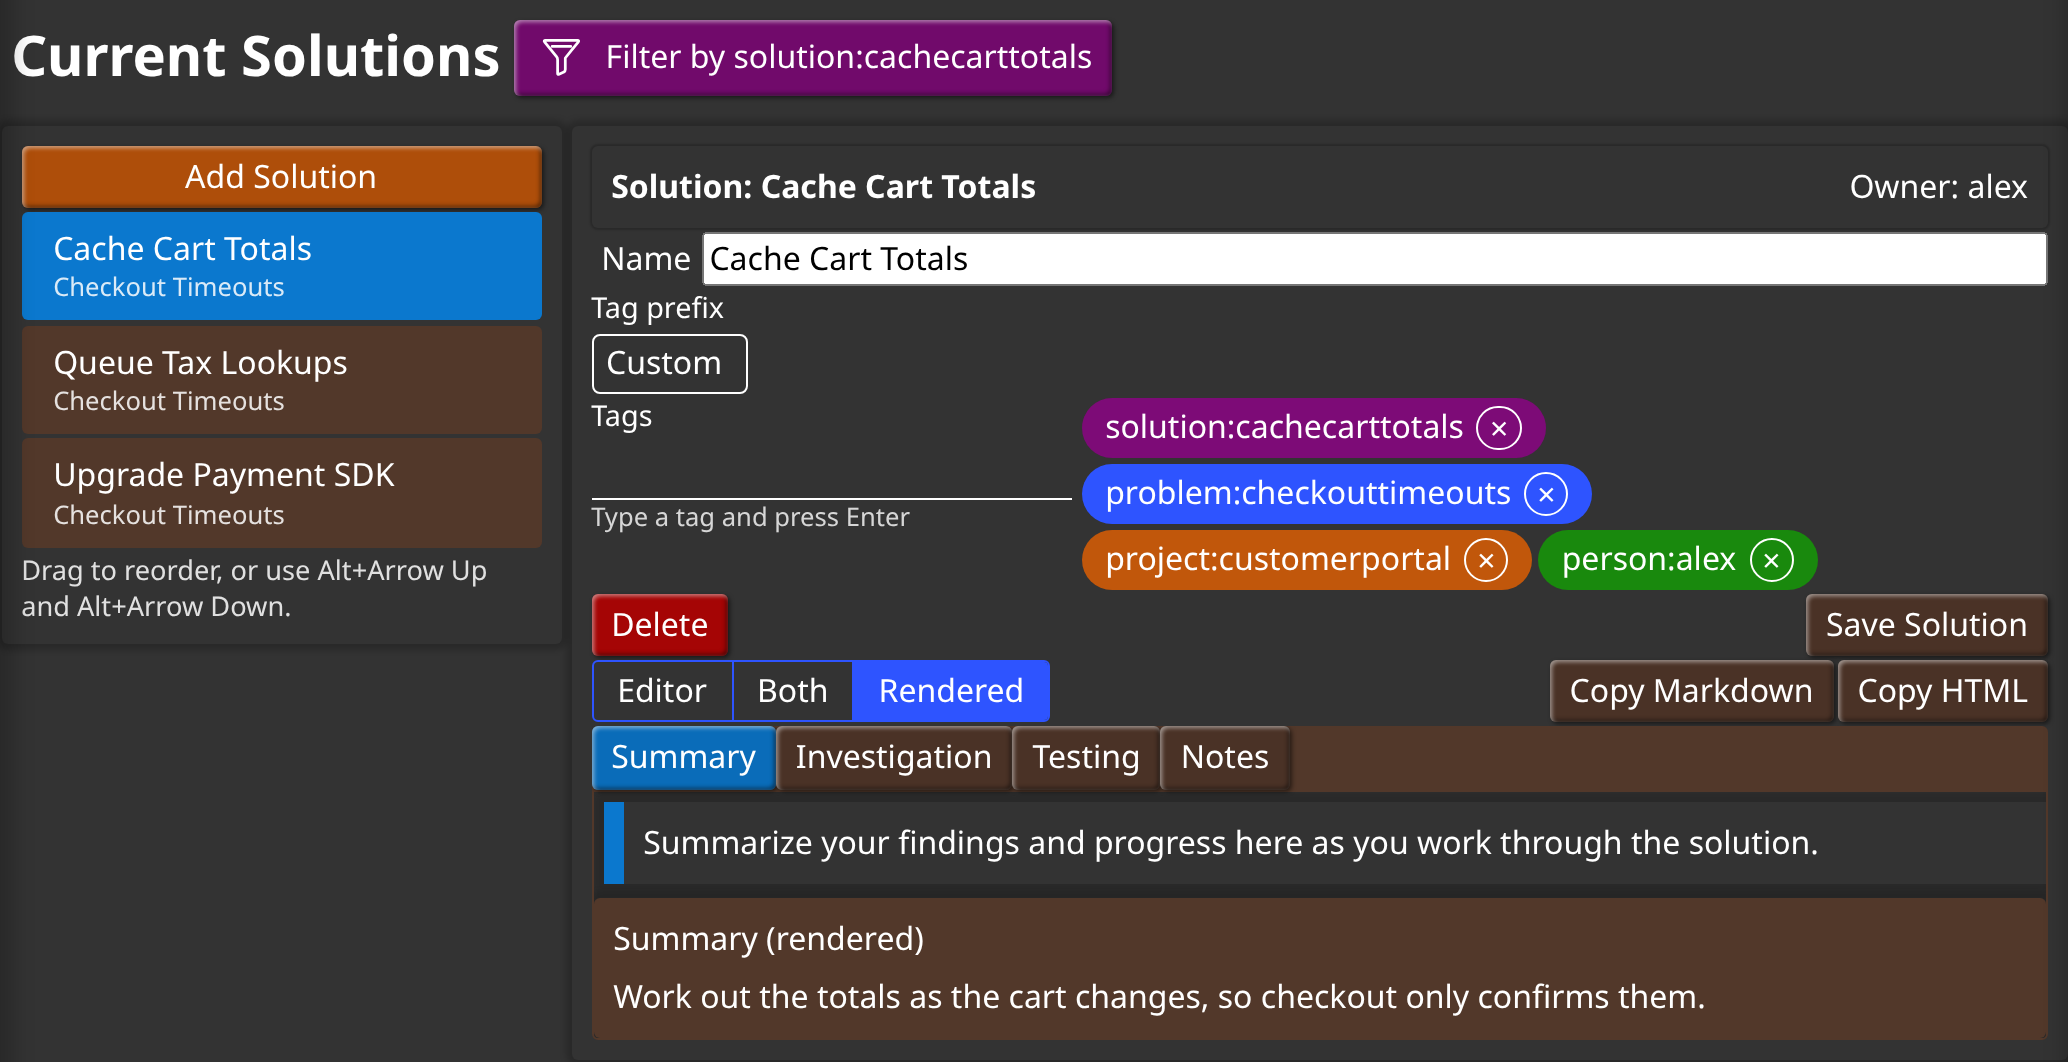 Current Solutions
Filter by solution:cachecarttotals
Add Solution
Cache Cart Totals
Checkout Timeouts
Queue Tax Lookups
Checkout Timeouts
Upgrade Payment SDK
Checkout Timeouts
Drag to reorder, or use Alt+Arrow Up
and Alt+Arrow Down.
Solution: Cache Cart Totals
Owner: alex
Name
Cache Cart Totals
Tag prefix
Custom
Tags
Type a tag and press Enter
solution:cachecarttotals
problem:checkouttimeouts
project:customerportal
person:alex
Delete
Save Solution
Editor
Both
Rendered
Copy Markdown
Copy HTML
Summary
Investigation
Testing
Notes
Summarize your findings and progress here as you work through the solution.
Summary (rendered)
Work out the totals as the cart changes, so checkout only confirms them.